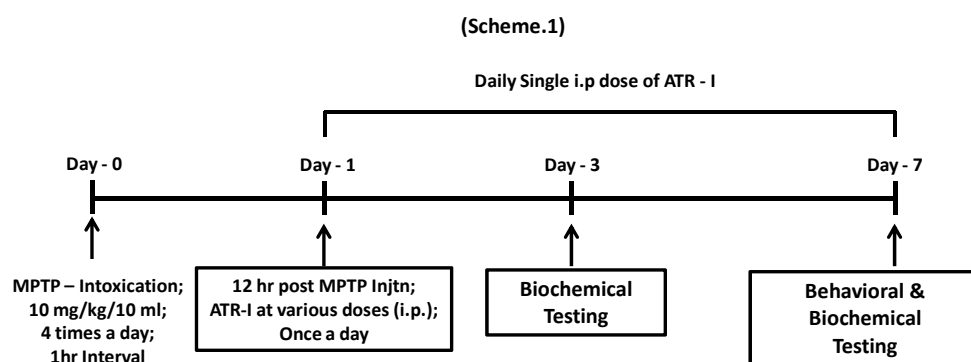 (Scheme.1)
Daily Single i.p dose of ATR - I
Day - 0
Day - 1
Day - 3
Day - 7
MPTP – Intoxication;
10 mg/kg/10 ml;
4 times a day;
1hr Interval
12 hr post MPTP Injtn;
ATR-I at various doses (i.p.);
Once a day
Biochemical
Testing
Behavioral &
Biochemical
Testing